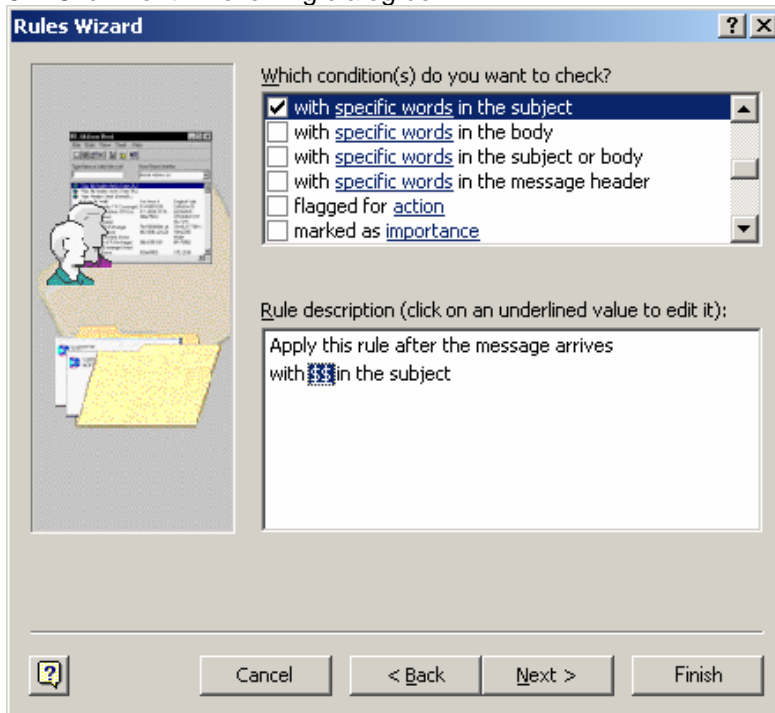 Rules Wizard
Which condition(s) do you want to check?
with specific words in the subject
with specific words in the body
with specific words in the subject or body
with specific words in the message header
flagged for action
marked as importance
Rule description (click on an underlined value to edit it):
Apply this rule after the message arrives
with $$ in the subject
Cancel < Back Next > Finish